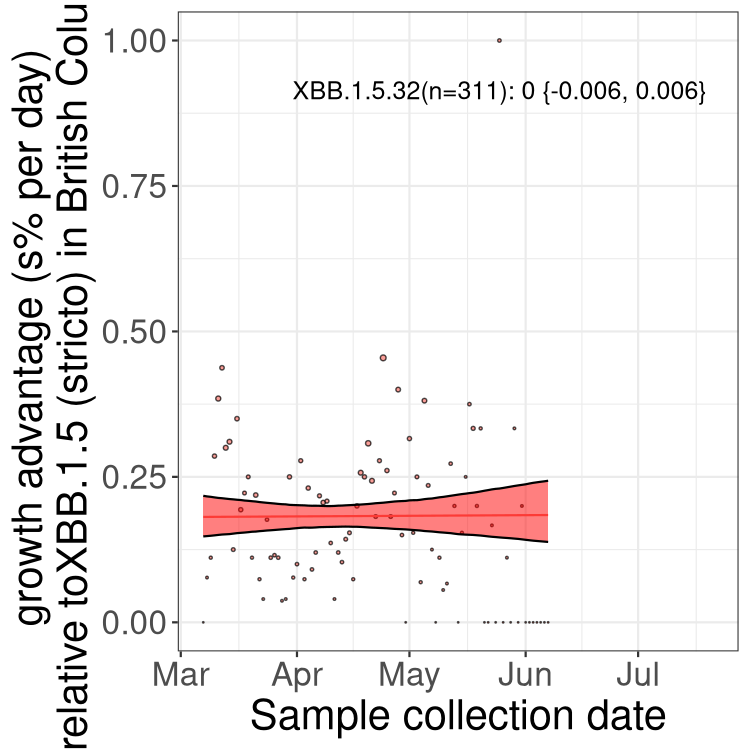 growth advantage (s% per day)
relative toXBB.1.5 (stricto) in British Colu
1.00
0.75
0.50
0.25
0.00
XBB.1.5.32(n=311): 0 {-0.006, 0.006}
Mar Apr May Jun Jul
Sample collection date